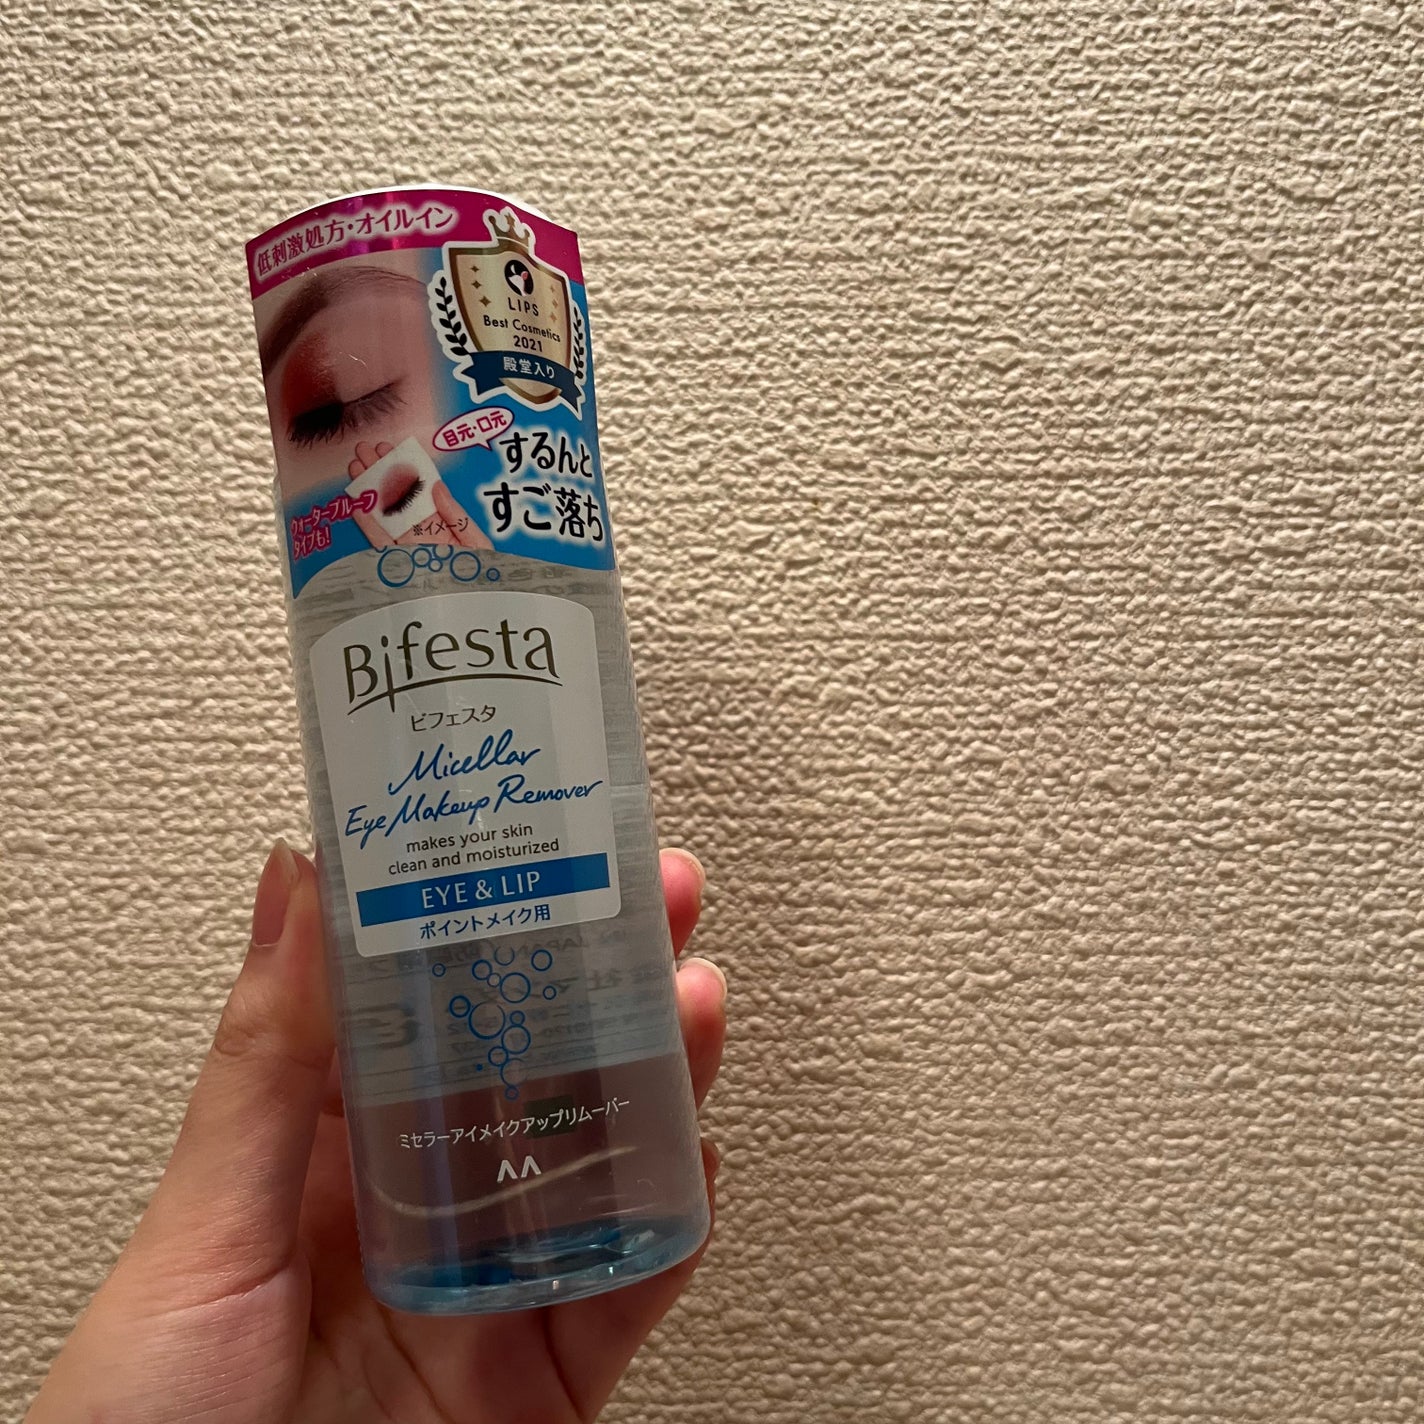 低刺激処方・オイルイン
LIPS
Best Cosmetics
2021
殿堂入り
目元・口元
するんと
すご落ち
ウォータープルーフ
タイプも!
※イメージ
Bifesta
ビフェスタ
Micellar
Eye Makeup Remover
makes your skin
clean and moisturized
EYE & LIP
ポイントメイク用
ミセラーアイメイクアップリムーバー